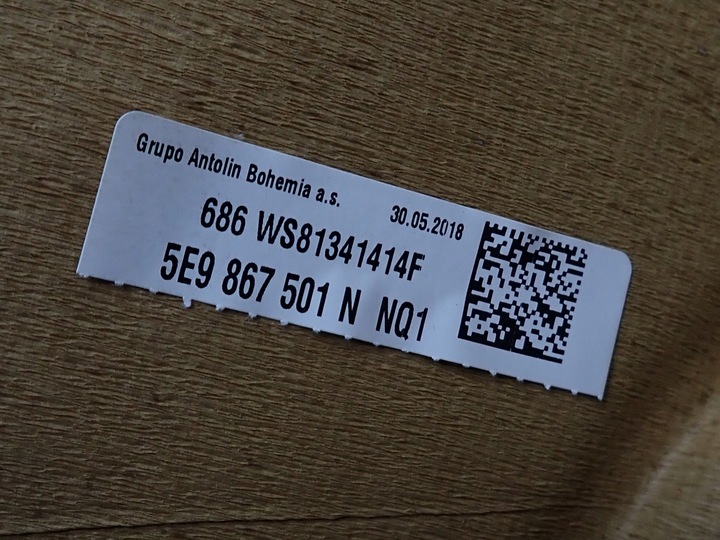 Grupo Antolin Bohemia a.s.
30.05.2018
686 WS81341414F
5E9 867 501 N NQ1